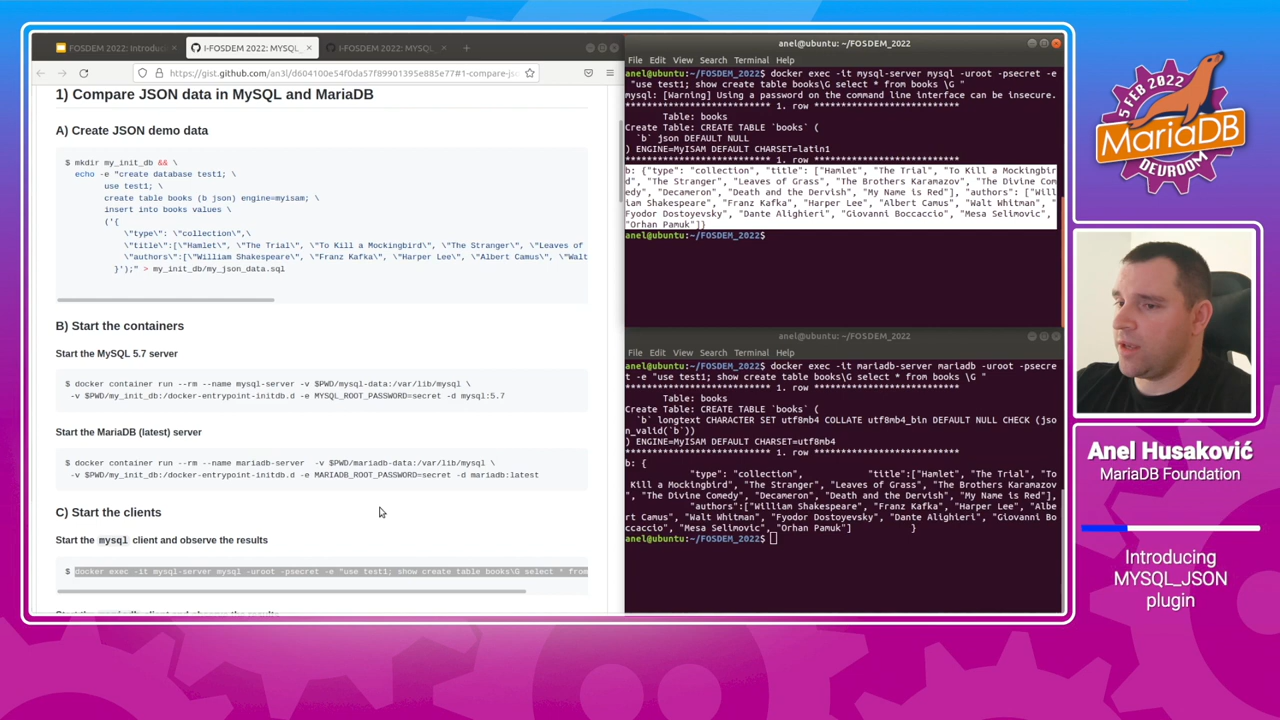 FOSDEM 2022: Introduc
I-FOSDEM 2022: MYSQL_
I-FOSDEM 2022: MYSQL_
https://gist.github.com/an3l/d604100e54f0da57f89901395e885e77#1-compare-js
1) Compare JSON data in MySQL and MariaDB
A) Create JSON demo data
$ mkdir my_init_db && \
echo -e "create database test1; \
use test1; \
create table books (b json) engine=myisam; \
insert into books values \
('{
\"type\": \"collection\",\
\"title\":[\"Hamlet\", \"The Trial\", \"To Kill a Mockingbird\", \"The Stranger\", \"Leaves of
\"authors\":[\"William Shakespeare\", \"Franz Kafka\", \"Harper Lee\", \"Albert Camus\", \"Walt
}');" > my_init_db/my_json_data.sql
B) Start the containers
Start the MySQL 5.7 server
$ docker container run --rm --name mysql-server -v $PWD/mysql-data:/var/lib/mysql \
-v $PWD/my_init_db:/docker-entrypoint-initdb.d -e MYSQL_ROOT_PASSWORD=secret -d mysql:5.7
Start the MariaDB (latest) server
$ docker container run --rm --name mariadb-server  -v $PWD/mariadb-data:/var/lib/mysql \
-v $PWD/my_init_db:/docker-entrypoint-initdb.d -e MARIADB_ROOT_PASSWORD=secret -d mariadb:latest
C) Start the clients
Start the mysql client and observe the results
$ docker exec -it mysql-server mysql -uroot -psecret -e "use test1; show create table books\G select * from
Start the mariadb client and observe the results
anel@ubuntu: ~/FOSDEM_2022
File Edit View Search Terminal Help
anel@ubuntu:~/FOSDEM_2022$ docker exec -it mysql-server mysql -uroot -psecret -e
"use test1; show create table books\G select * from books \G "
mysql: [Warning] Using a password on the command line interface can be insecure.
*************************** 1. row ***************************
Table: books
Create Table: CREATE TABLE `books` (
`b` json DEFAULT NULL
) ENGINE=MyISAM DEFAULT CHARSET=latin1
*************************** 1. row ***************************
b: {"type": "collection", "title": ["Hamlet", "The Trial", "To Kill a Mockingbir
d", "The Stranger", "Leaves of Grass", "The Brothers Karamazov", "The Divine Com
edy", "Decameron", "Death and the Dervish", "My Name is Red"], "authors": ["Will
iam Shakespeare", "Franz Kafka", "Harper Lee", "Albert Camus", "Walt Whitman", "
Fyodor Dostoyevsky", "Dante Alighieri", "Giovanni Boccaccio", "Mesa Selimovic",
"Orhan Pamuk"]}
anel@ubuntu:~/FOSDEM_2022$
anel@ubuntu: ~/FOSDEM_2022
File Edit View Search Terminal Help
anel@ubuntu:~/FOSDEM_2022$ docker exec -it mariadb-server mariadb -uroot -psecre
t -e "use test1; show create table books\G select * from books \G "
*************************** 1. row ***************************
Table: books
Create Table: CREATE TABLE `books` (
`b` longtext CHARACTER SET utf8mb4 COLLATE utf8mb4_bin DEFAULT NULL CHECK (jso
n_valid(`b`))
) ENGINE=MyISAM DEFAULT CHARSET=utf8mb4
*************************** 1. row ***************************
b: {
"type": "collection", "title":["Hamlet", "The Trial", "To
Kill a Mockingbird", "The Stranger", "Leaves of Grass", "The Brothers Karamazov
", "The Divine Comedy", "Decameron", "Death and the Dervish", "My Name is Red"],
"authors":["William Shakespeare", "Franz Kafka", "Harper Lee", "Albe
rt Camus", "Walt Whitman", "Fyodor Dostoyevsky", "Dante Alighieri", "Giovanni Bo
ccaccio", "Mesa Selimovic", "Orhan Pamuk"] }
anel@ubuntu:~/FOSDEM_2022$
5 FEB 2022
MariaDB
DEVROOM
Anel Husaković
MariaDB Foundation
Introducing
MYSQL_JSON
plugin